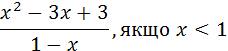 (x² − 3x + 3)/(1 − x), якщо x < 1